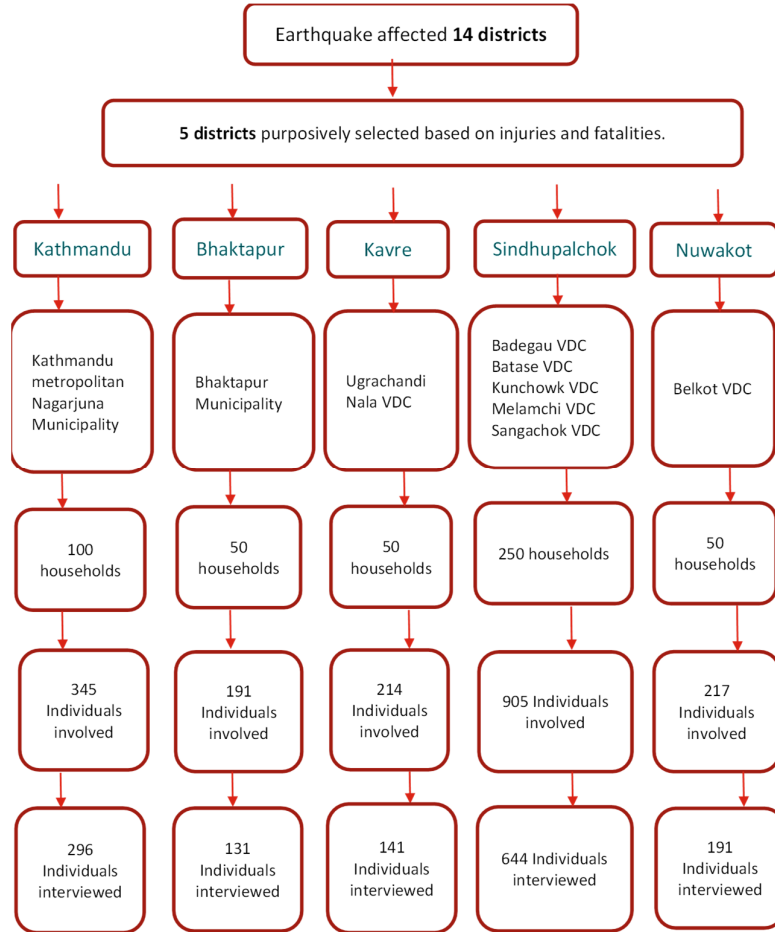 Earthquake affected 14 districts
5 districts purposively selected based on injuries and fatalities.
Kathmandu
Bhaktapur
Kavre
Sindhupalchok
Nuwakot
Kathmandu
metropolitan
Nagarjuna
Municipality
Bhaktapur
Municipality
Ugrachandi
Nala VDC
Badegau VDC
Batase VDC
Kunchowk VDC
Melamchi VDC
Sangachok VDC
Belkot VDC
100
households
50
households
50
households
250 households
50
households
345
Individuals
involved
191
Individuals
involved
214
Individuals
involved
905 Individuals
involved
217
Individuals
involved
296
Individuals
interviewed
131
Individuals
interviewed
141
Individuals
interviewed
644 Individuals
interviewed
191
Individuals
interviewed